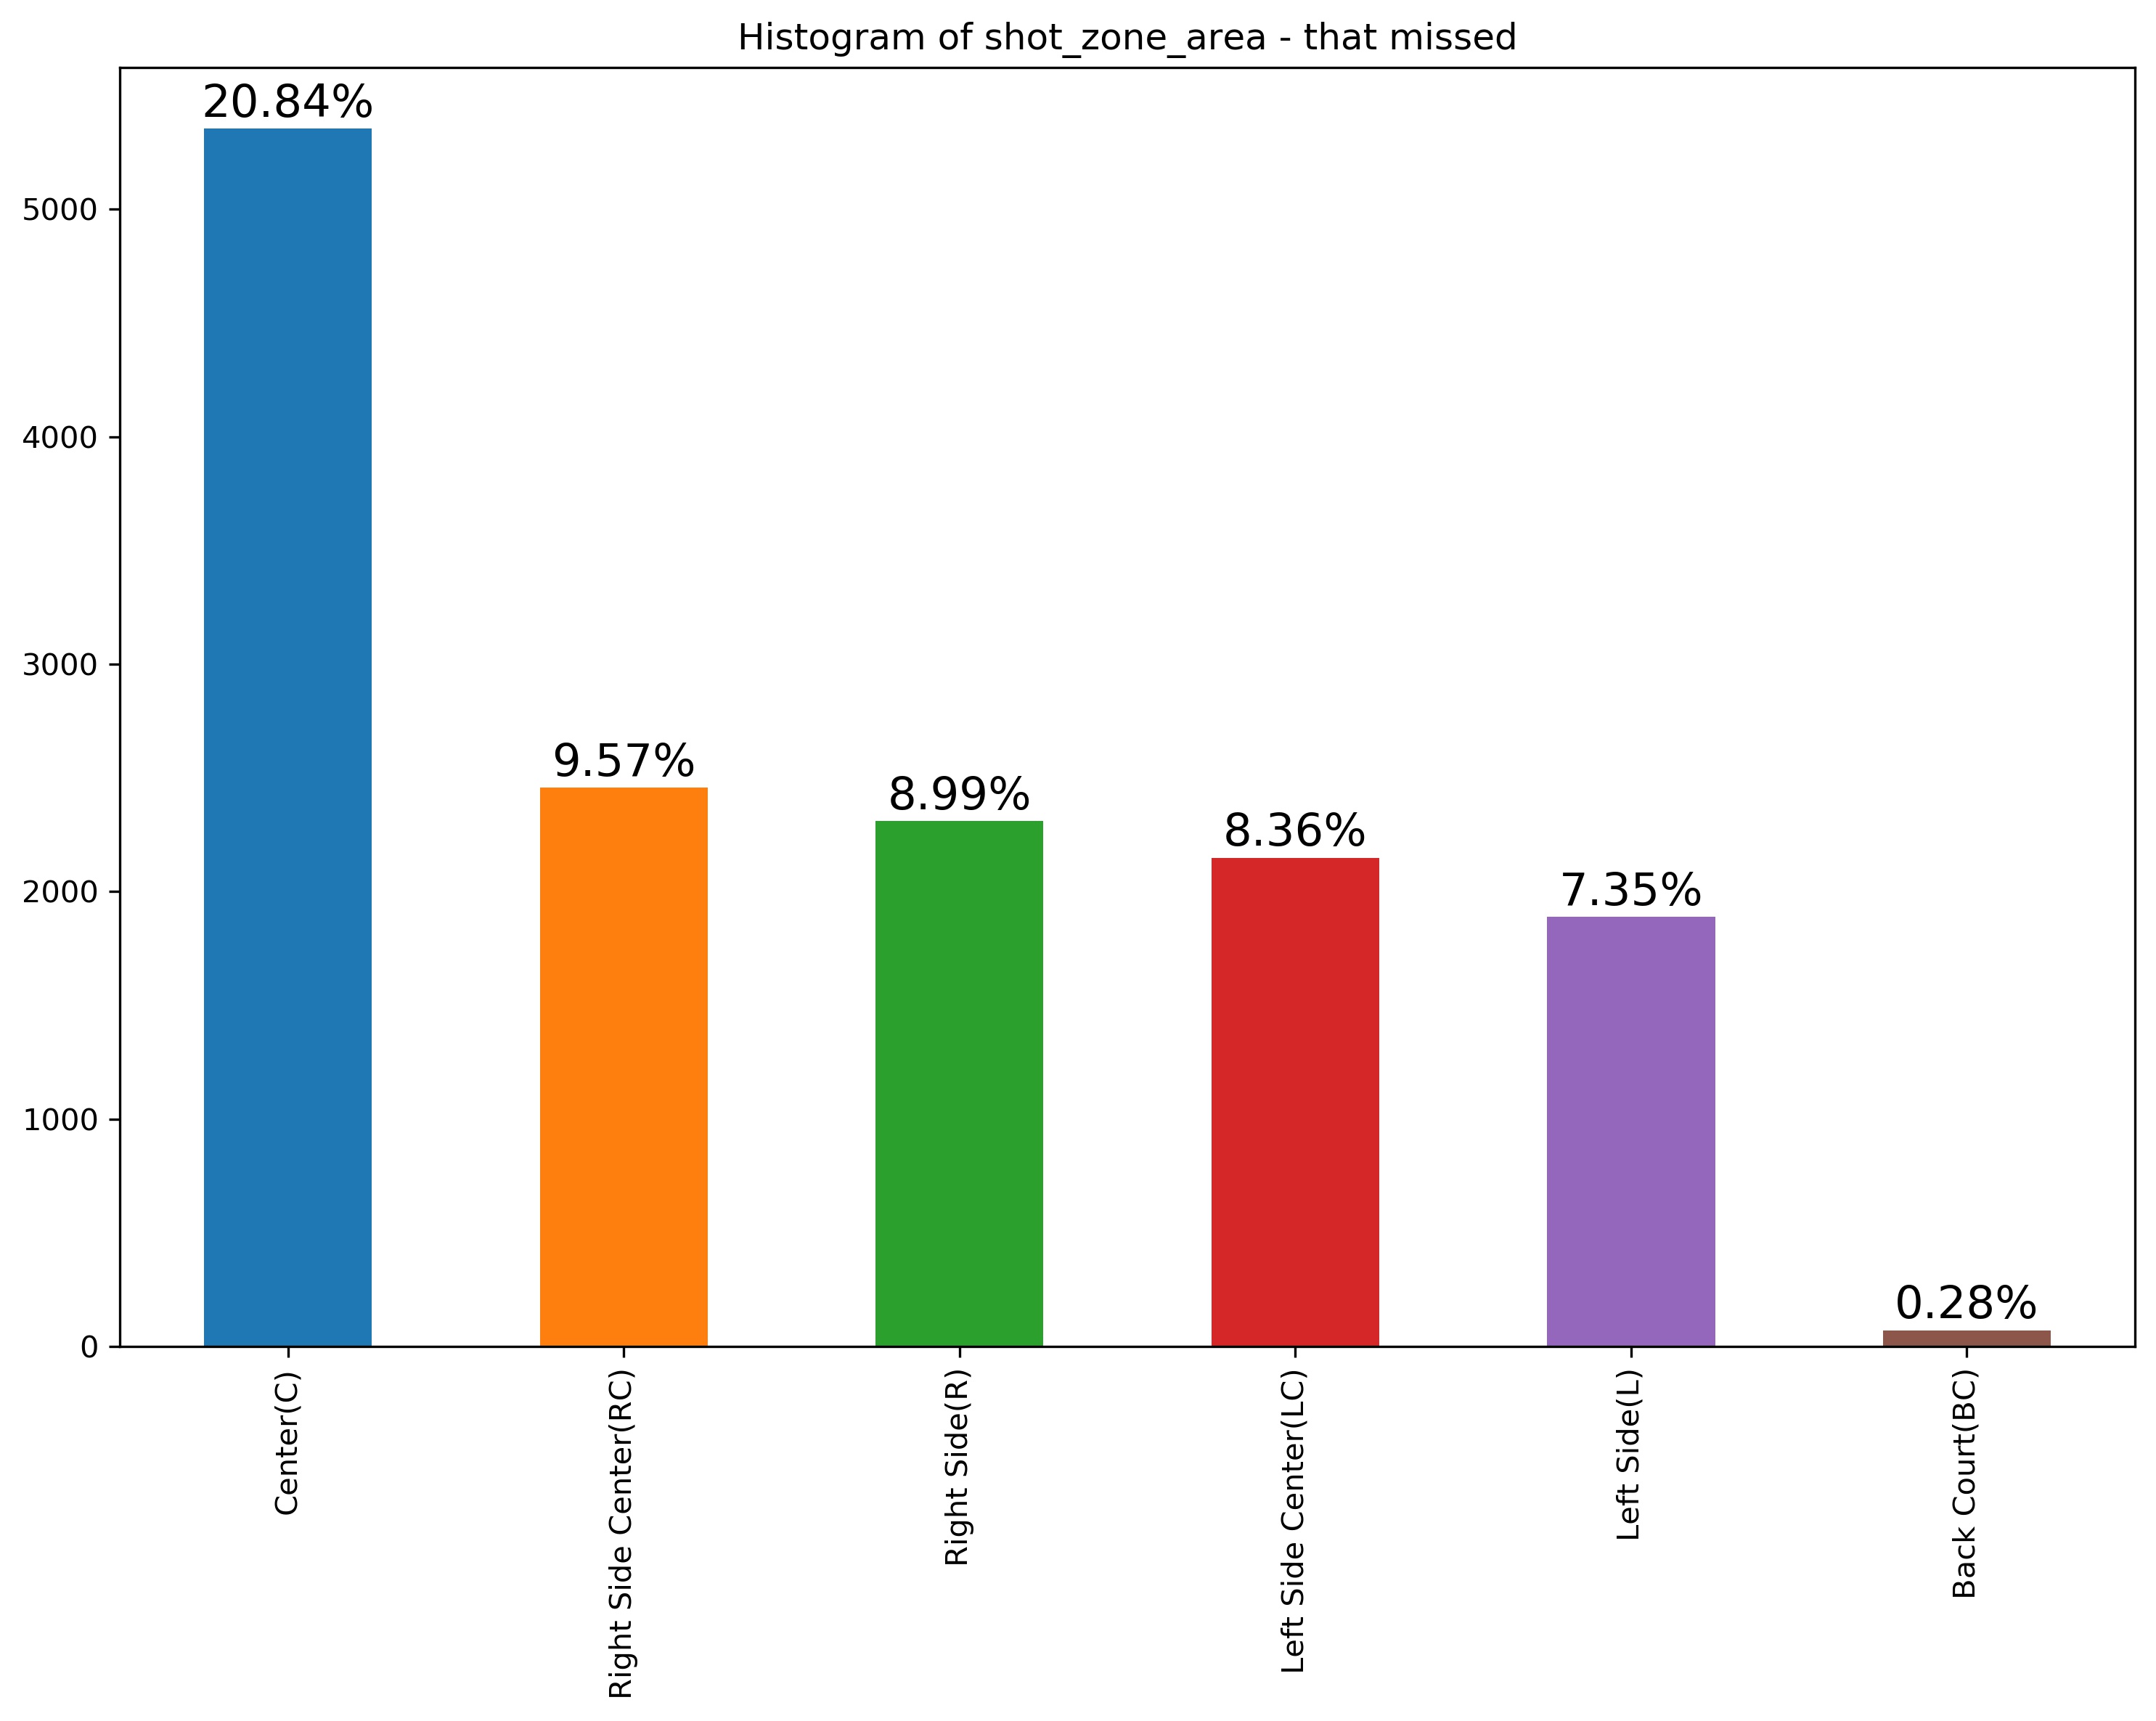 Histogram of shot_zone_area - that missed
20.84%
5000
4000
3000
9.57%
8.99%
8.36%
2000
7.35%
1000
0.28%
0
Center(C)
Right Side Center(RC)
Right Side(R)
Left Side Center(LC)
Left Side(L)
Back Court(BC)